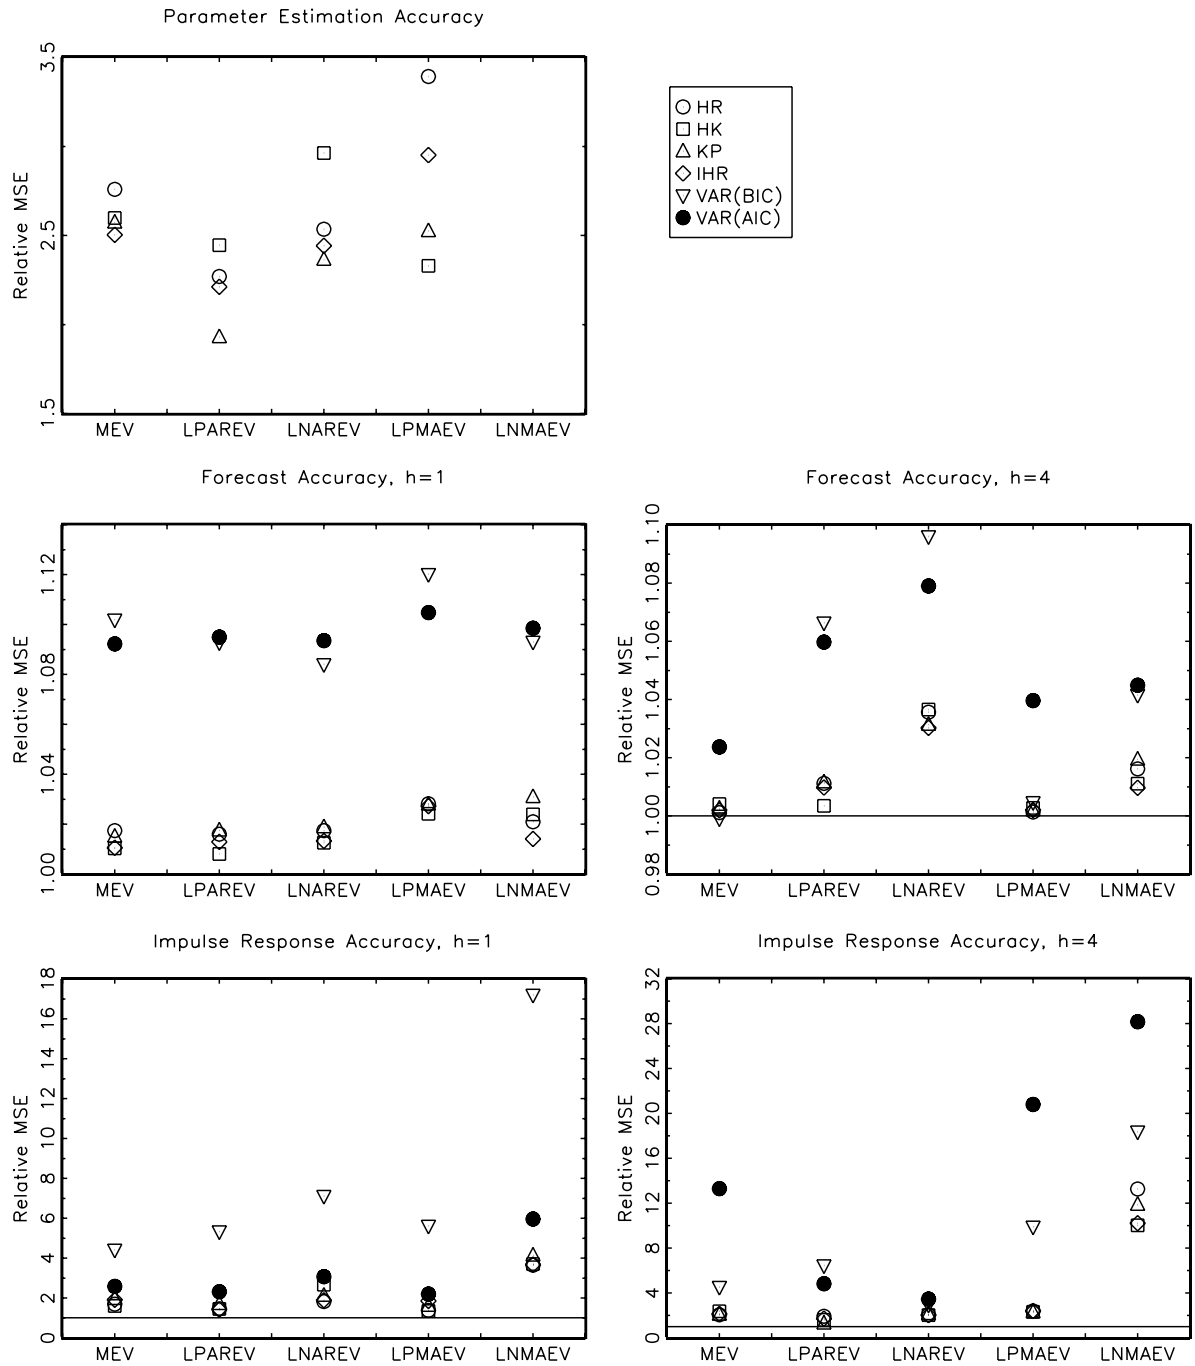 Parameter Estimation Accuracy
Relative MSE
3.5
2.5
1.5
MEV LPAREV LNAREV LPMAEV LNMAEV
HR
HK
KP
IHR
VAR(BIC)
VAR(AIC)
Forecast Accuracy, h=1
Relative MSE
1.12
1.08
1.04
1.00
MEV LPAREV LNAREV LPMAEV LNMAEV
Forecast Accuracy, h=4
Relative MSE
1.10
1.08
1.06
1.04
1.02
1.00
0.98
MEV LPAREV LNAREV LPMAEV LNMAEV
Impulse Response Accuracy, h=1
Relative MSE
18
16
14
12
10
8
6
4
2
0
MEV LPAREV LNAREV LPMAEV LNMAEV
Impulse Response Accuracy, h=4
Relative MSE
32
28
24
20
16
12
8
4
0
MEV LPAREV LNAREV LPMAEV LNMAEV